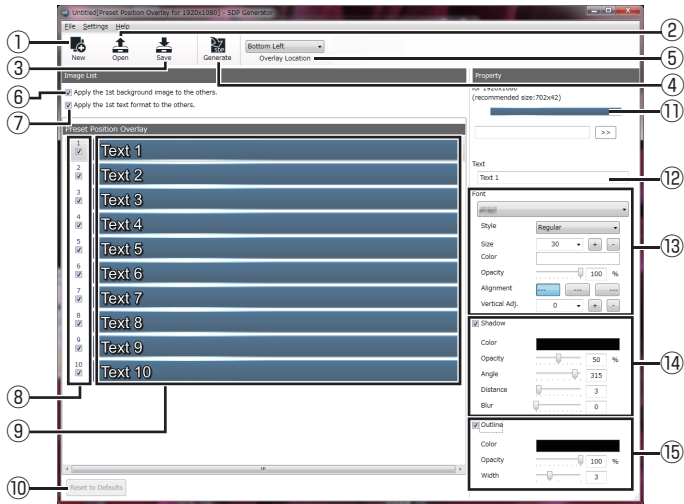 Untitled[Preset Position Overlay for 1920x1080] - SDP Generator
File Settings Help
① New
② Open
③ Save
④ Generate
SDP
⑤ Bottom Left
Overlay Location
Image List
⑥ Apply the 1st background image to the others.
⑦ Apply the 1st text format to the others.
Preset Position Overlay
1 Text 1
2 Text 2
3 Text 3
4 Text 4
5 Text 5
6 Text 6
7 Text 7
8 Text 8
9 Text 9
10 Text 10
⑧
⑨
⑩ Reset to Defaults
Property
for 1920x1080
(recommended size:702x42)
⑪
>>
Text
Text 1 ⑫
Font
⑬
Style Regular
Size 30 + -
Color
Opacity 100 %
Alignment --- --- ---
Vertical Adj. 0 + -
Shadow
⑭
Color
Opacity 50 %
Angle 315
Distance 3
Blur 0
Outline
⑮
Color
Opacity 100 %
Width 3